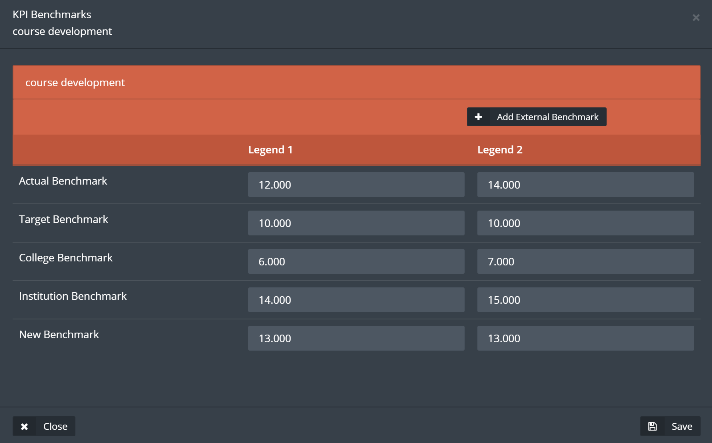 KPI Benchmarks
course development
course development
Add External Benchmark
Legend 1 Legend 2
Actual Benchmark 12.000 14.000
Target Benchmark 10.000 10.000
College Benchmark 6.000 7.000
Institution Benchmark 14.000 15.000
New Benchmark 13.000 13.000
Close Save